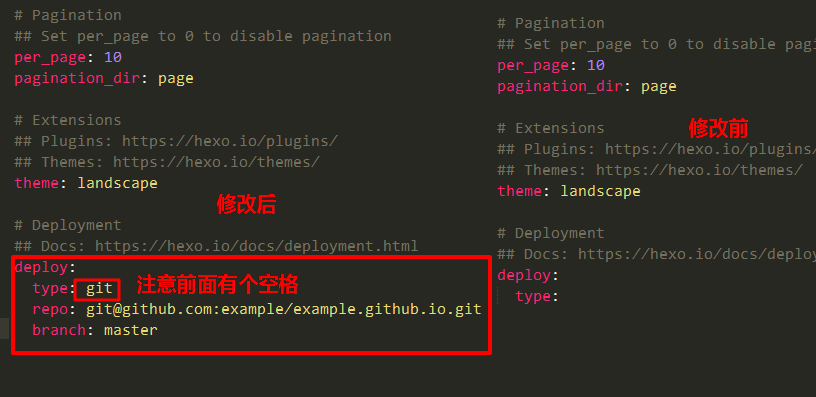 # Pagination
## Set per_page to 0 to disable pagination
per_page: 10
pagination_dir: page
# Extensions
## Plugins: https://hexo.io/plugins/
## Themes: https://hexo.io/themes/
theme: landscape
修改后
# Deployment
## Docs: https://hexo.io/docs/deployment.html
deploy:
type: git 注意前面有个空格
repo: git@github.com:example/example.github.io.git
branch: master
# Pagination
## Set per_page to 0 to disable pagi
per_page: 10
pagination_dir: page
# Extensions 修改前
## Plugins: https://hexo.io/plugins/
## Themes: https://hexo.io/themes/
theme: landscape
# Deployment
## Docs: https://hexo.io/docs/deploy
deploy:
type: